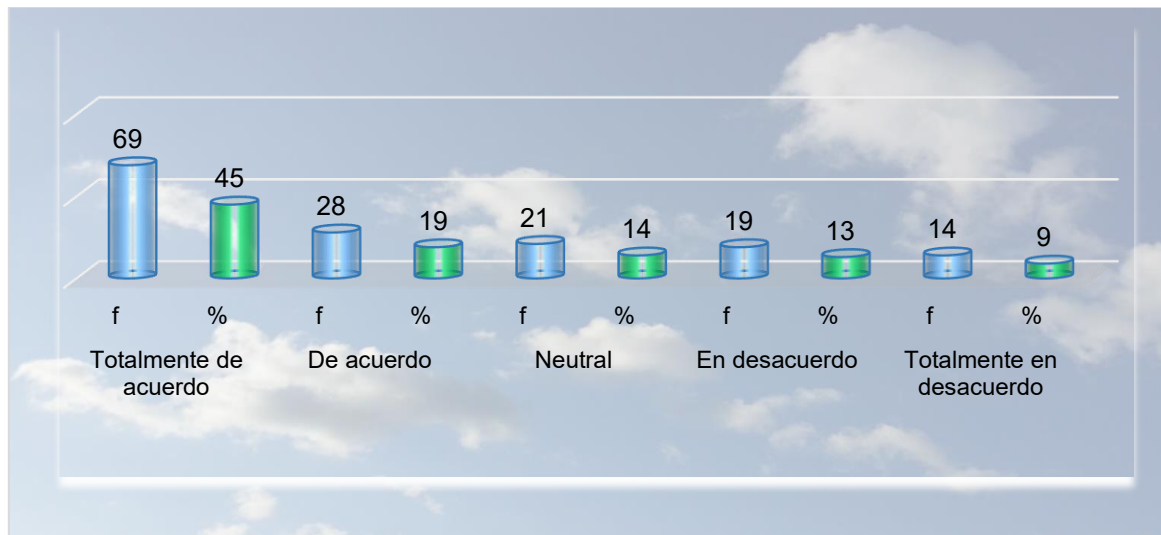 69 45 28 19 21 14 19 13 14 9
f % f % f % f % f %
Totalmente de acuerdo De acuerdo Neutral En desacuerdo Totalmente en desacuerdo